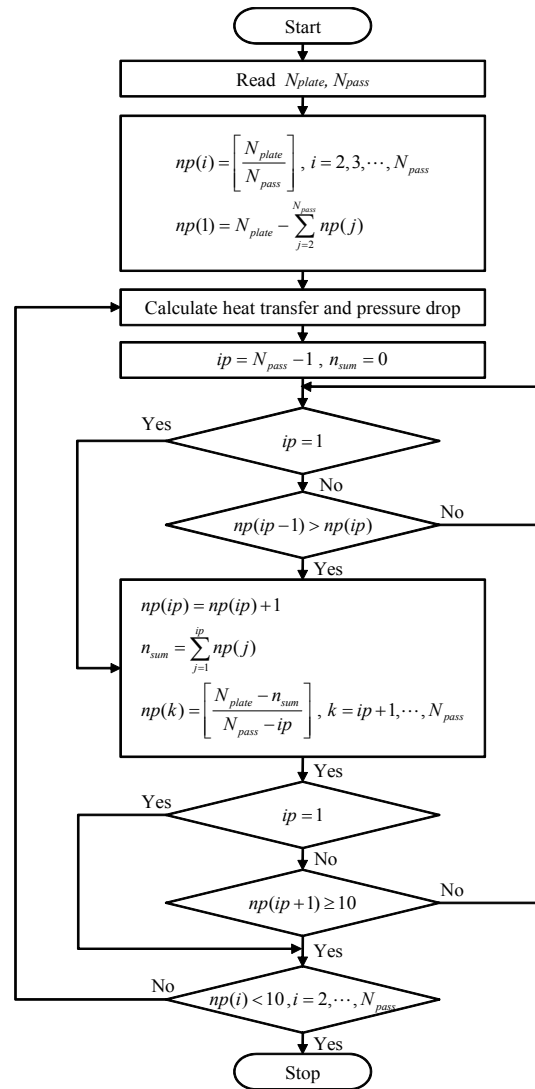 Start
Read N_plate, N_pass
np(i) = [N_plate / N_pass], i = 2, 3, ⋯, N_pass
np(1) = N_plate − ∑_{j=2}^{N_pass} np(j)
Calculate heat transfer and pressure drop
ip = N_pass − 1 , n_sum = 0
Yes
ip = 1
No
np(ip−1) > np(ip)
No
Yes
np(ip) = np(ip) + 1
n_sum = ∑_{j=1}^{ip} np(j)
np(k) = [(N_plate − n_sum) / (N_pass − ip)], k = ip+1, ⋯, N_pass
Yes
Yes
ip = 1
No
np(ip+1) ≥ 10
No
Yes
No
np(i) < 10, i = 2, ⋯, N_pass
Yes
Stop